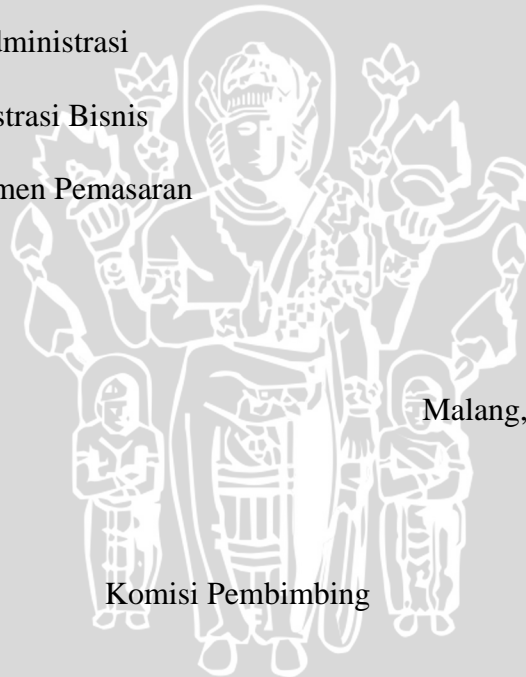 dministrasi
strasi Bisnis
men Pemasaran
Malang,
Komisi Pembimbing